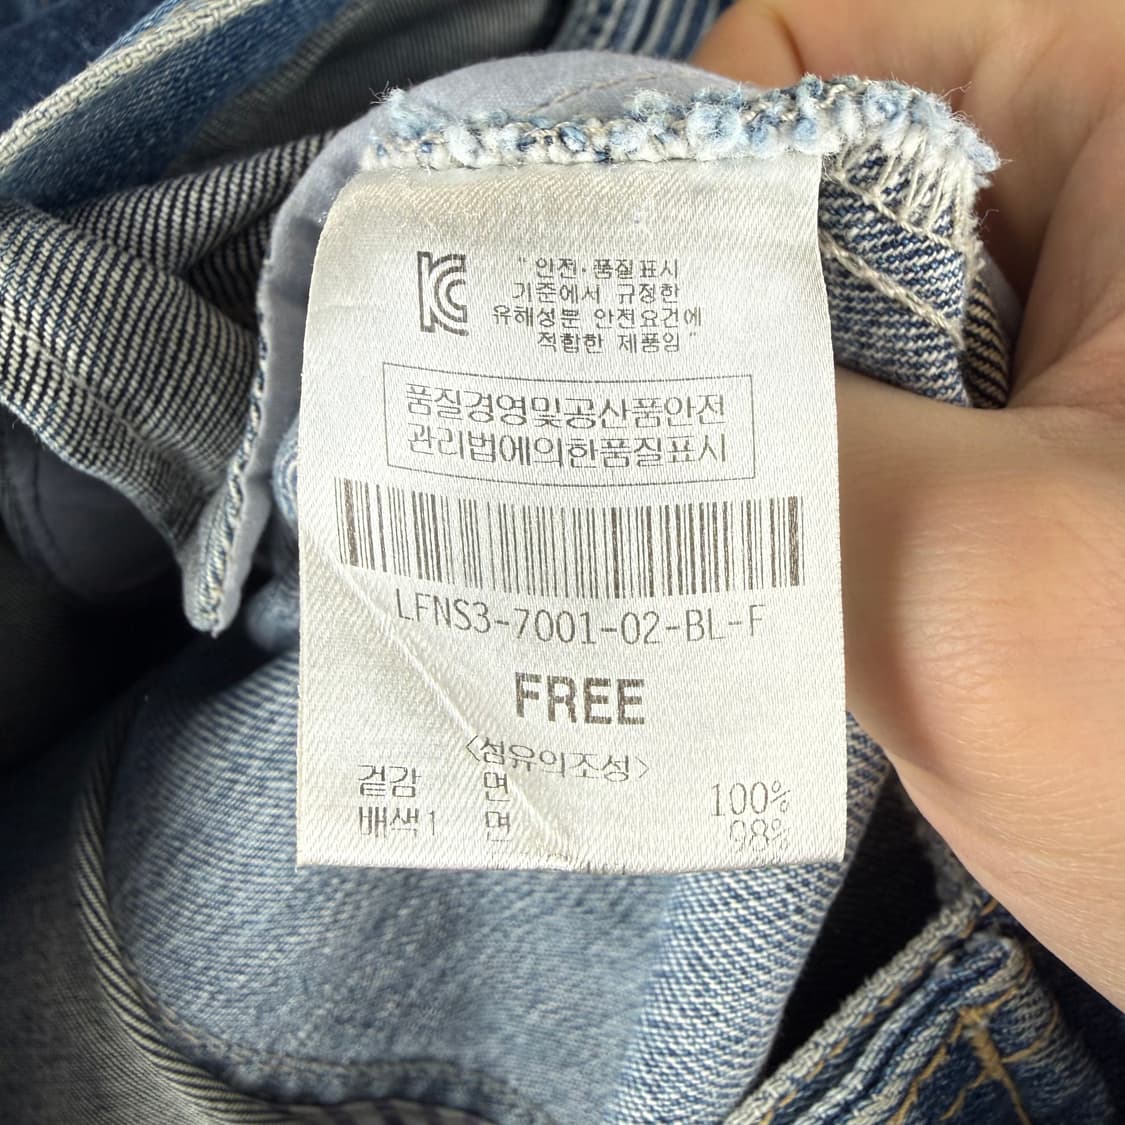 KC
" 안전·품질표시
기준에서 규정한
유해성분 안전요건에
적합한 제품임 "
품질경영및공산품안전
관리법에의한품질표시
LFNS3-7001-02-BL-F
FREE
<섬유의조성>
겉감 면 100%
배색1 면 98%